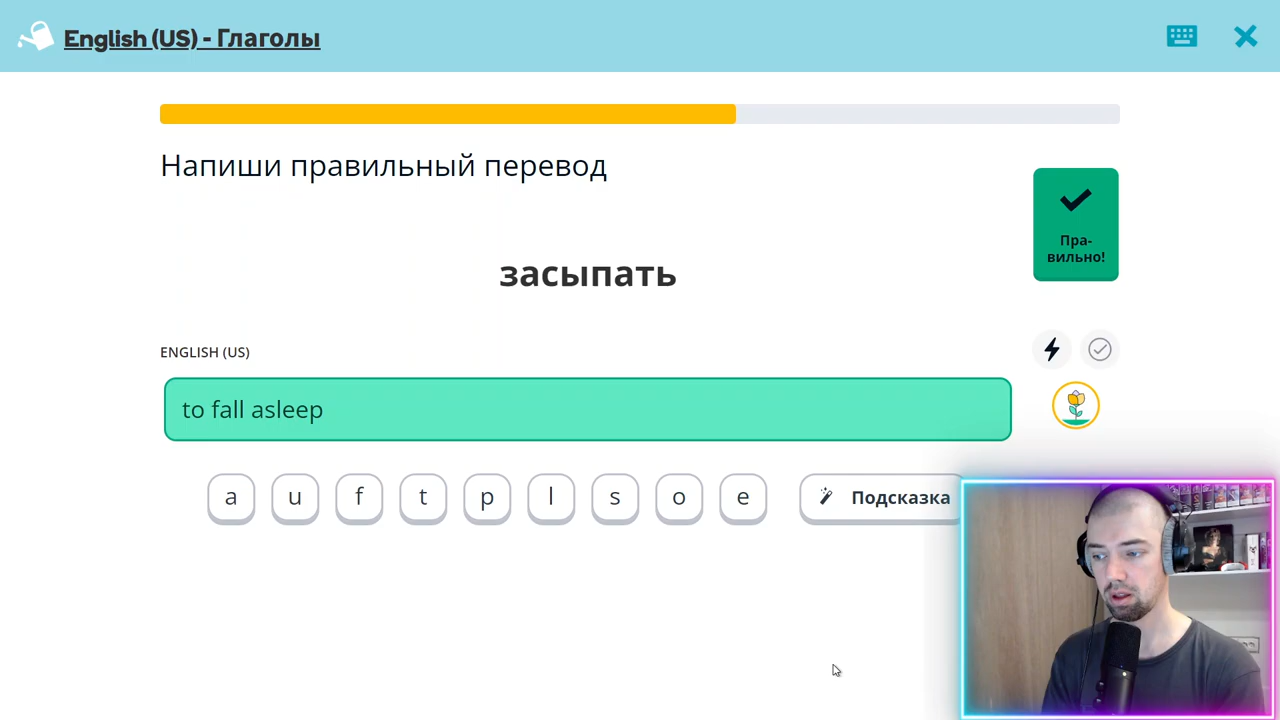 English (US) - Глаголы
Напиши правильный перевод
Пра-
вильно!
засыпать
ENGLISH (US)
to fall asleep
a u f t p l s o e Подсказка